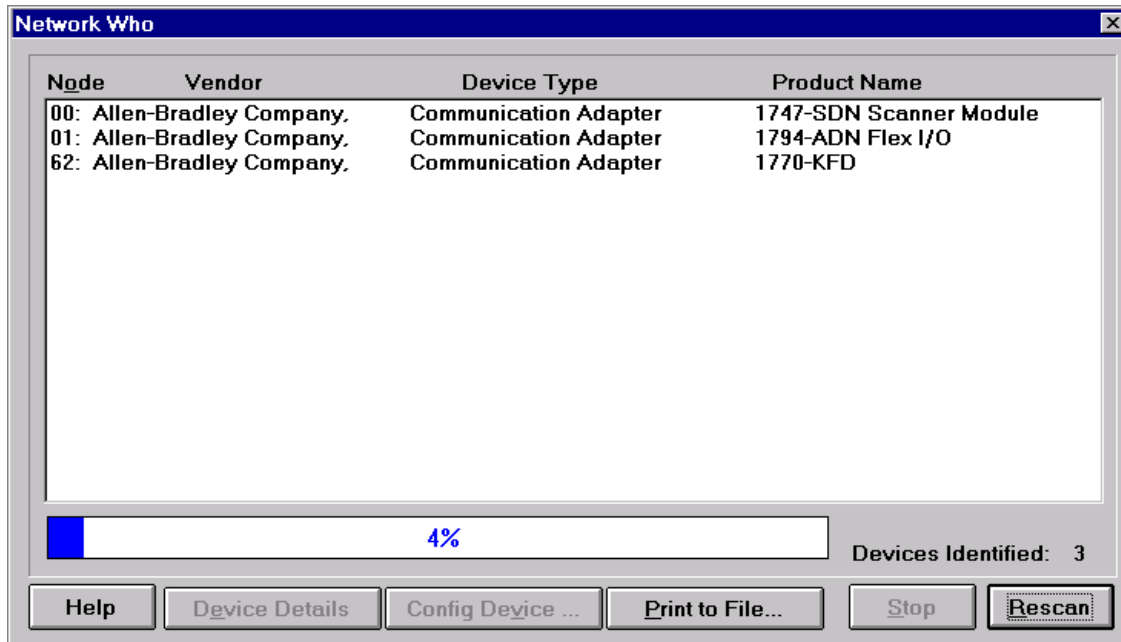 Network Who
Node Vendor Device Type Product Name
00: Allen-Bradley Company, Communication Adapter 1747-SDN Scanner Module
01: Allen-Bradley Company, Communication Adapter 1794-ADN Flex I/O
62: Allen-Bradley Company, Communication Adapter 1770-KFD
4%
Devices Identified: 3
Help Device Details Config Device ... Print to File... Stop Rescan